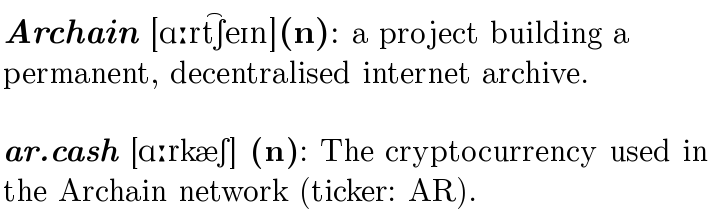 Archain [ɑːrt͡ʃeɪn](n): a project building a
permanent, decentralised internet archive.
ar.cash [ɑːrkæʃ] (n): The cryptocurrency used in
the Archain network (ticker: AR).